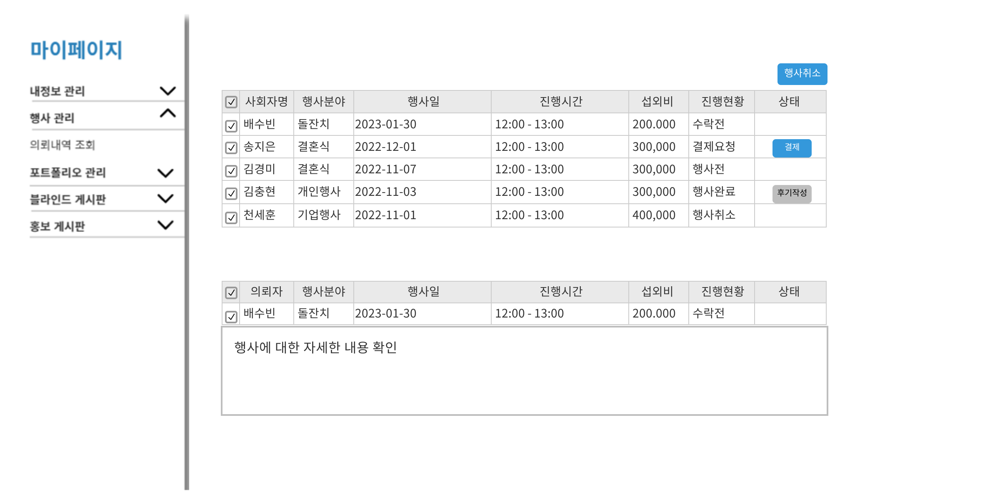 마이페이지
내정보 관리
행사 관리
의뢰내역 조회
포트폴리오 관리
블라인드 게시판
홍보 게시판
행사취소
사회자명 행사분야 행사일 진행시간 섭외비 진행현황 상태
배수빈 돌잔치 2023-01-30 12:00 - 13:00 200.000 수락전
송지은 결혼식 2022-12-01 12:00 - 13:00 300,000 결제요청 결제
김경미 결혼식 2022-11-07 12:00 - 13:00 300,000 행사전
김충현 개인행사 2022-11-03 12:00 - 13:00 300,000 행사완료 후기작성
천세훈 기업행사 2022-11-01 12:00 - 13:00 400,000 행사취소
의뢰자 행사분야 행사일 진행시간 섭외비 진행현황 상태
배수빈 돌잔치 2023-01-30 12:00 - 13:00 200.000 수락전
행사에 대한 자세한 내용 확인